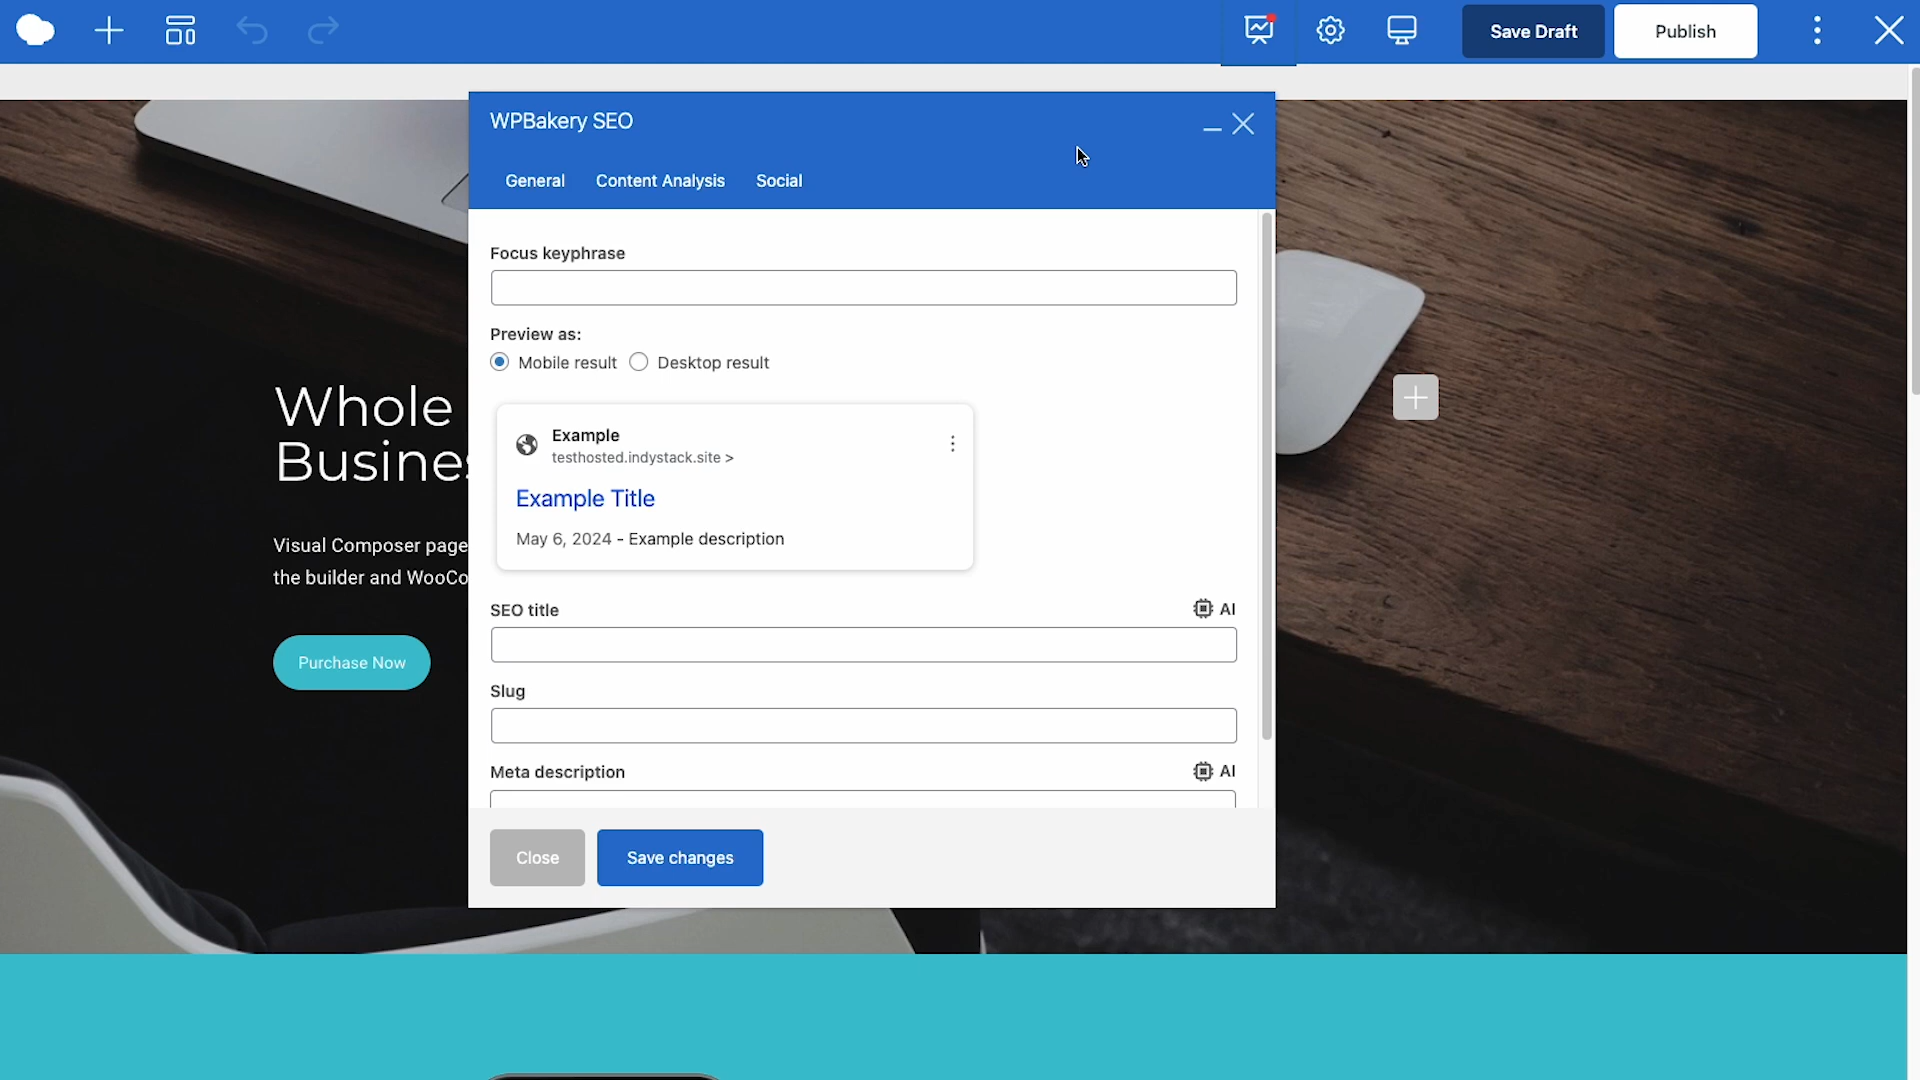 Save Draft
Publish
WPBakery SEO
General
Content Analysis
Social
Focus keyphrase
Preview as:
Mobile result
Desktop result
Example
testhosted.indystack.site >
Example Title
May 6, 2024 - Example description
SEO title
AI
Slug
Meta description
AI
Close
Save changes
Whole
Busines
Visual Composer page
the builder and WooCo
Purchase Now